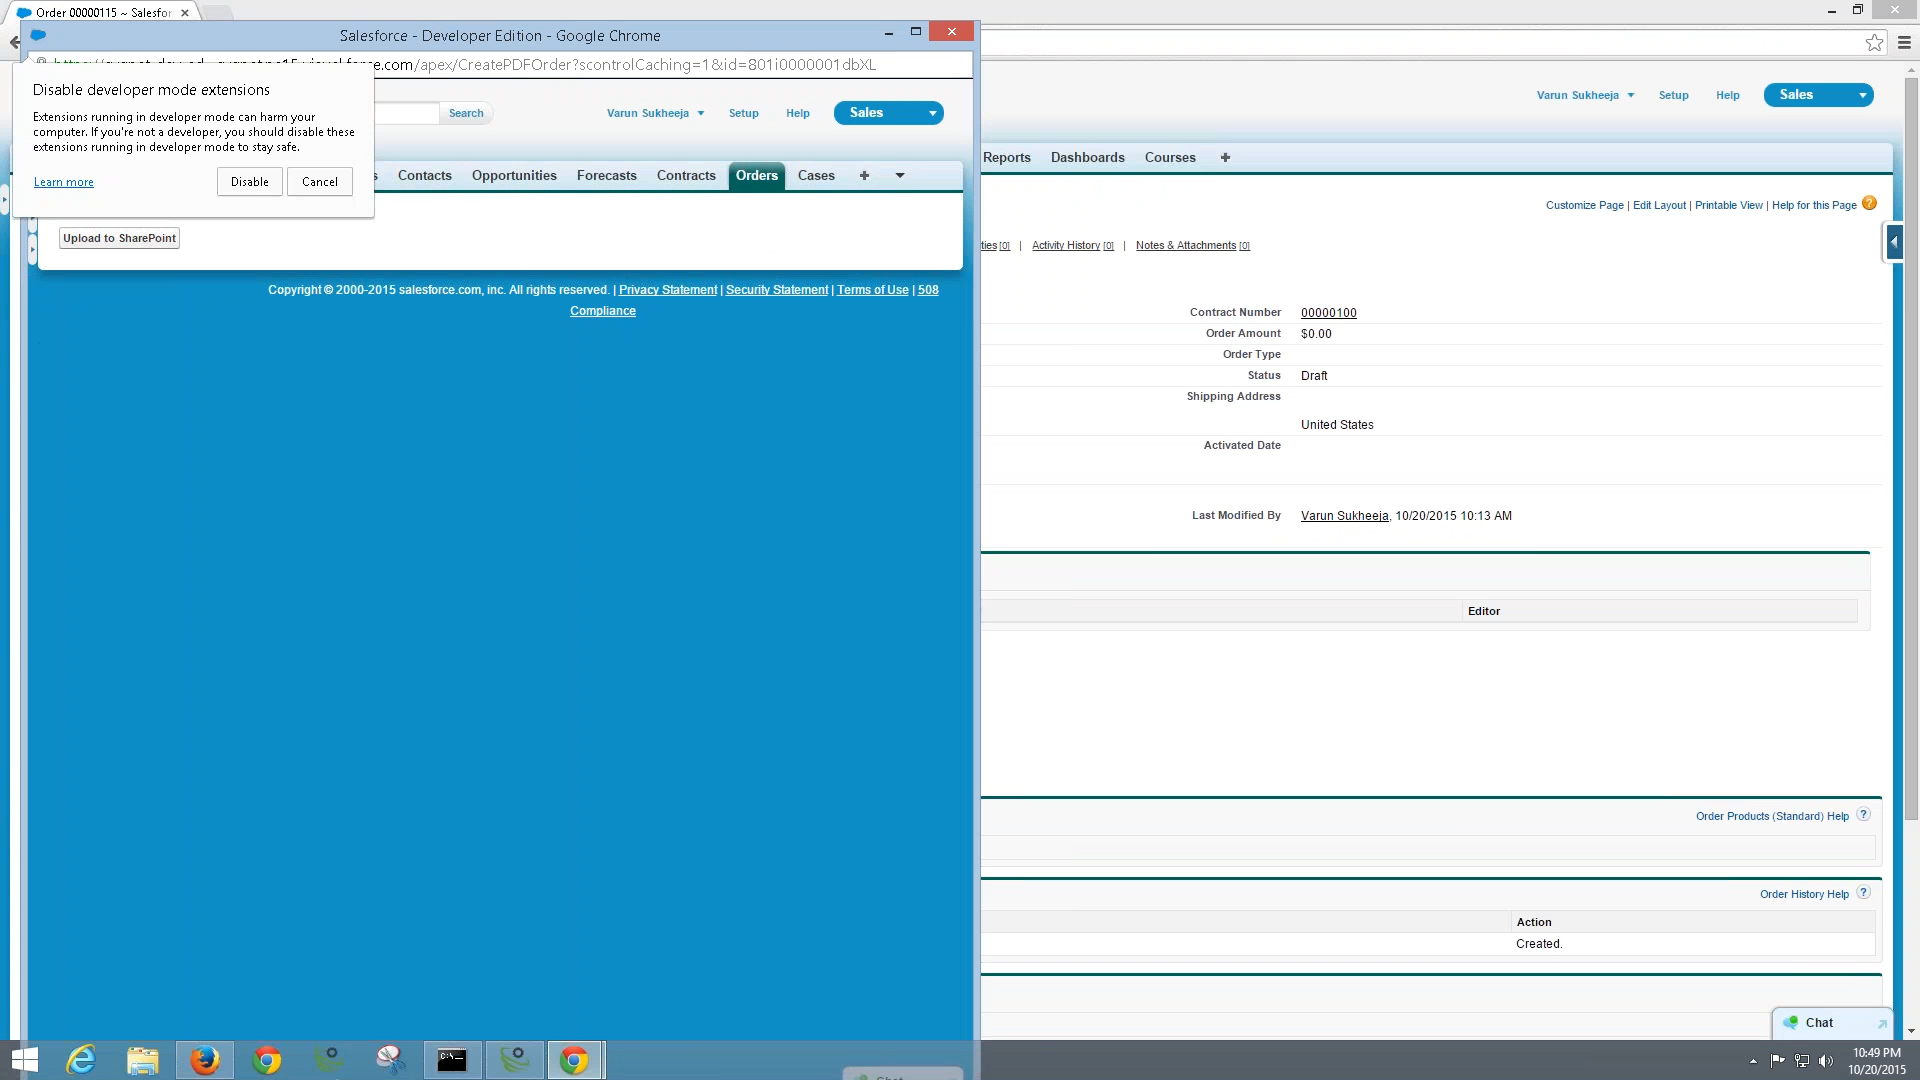 Order 00000115 ~ Salesfor
Salesforce - Developer Edition - Google Chrome
force.com/apex/CreatePDFOrder?scontrolCaching=1&id=801i0000001dbXL
Disable developer mode extensions
Extensions running in developer mode can harm your
computer. If you're not a developer, you should disable these
extensions running in developer mode to stay safe.
Learn more
Disable
Cancel
Search
Varun Sukheeja
Setup
Help
Sales
Contacts
Opportunities
Forecasts
Contracts
Orders
Cases
Upload to SharePoint
Copyright © 2000-2015 salesforce.com, inc. All rights reserved. | Privacy Statement | Security Statement | Terms of Use | 508
Compliance
Varun Sukheeja
Setup
Help
Sales
Reports
Dashboards
Courses
Customize Page | Edit Layout | Printable View | Help for this Page
ties [0] | Activity History [0] | Notes & Attachments [0]
Contract Number 00000100
Order Amount $0.00
Order Type
Status Draft
Shipping Address
United States
Activated Date
Last Modified By Varun Sukheeja, 10/20/2015 10:13 AM
Editor
Order Products (Standard) Help ?
Order History Help ?
Action
Created.
Chat
10:49 PM
10/20/2015